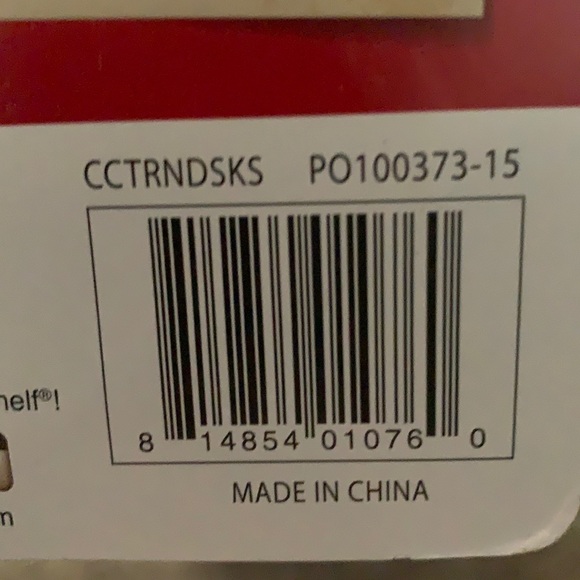 CCTRNDSKS PO100373-15
helf®!
8 14854 01076 0
MADE IN CHINA